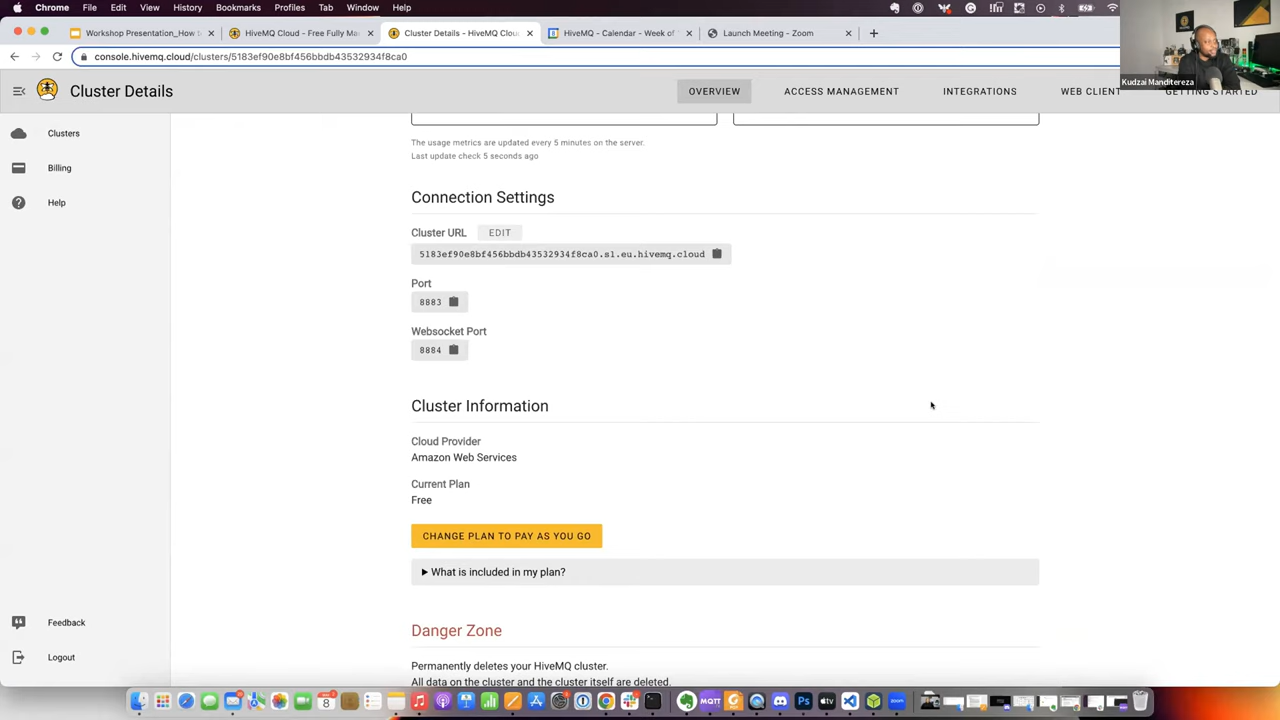 Chrome File Edit View History Bookmarks Profiles Tab Window Help
Workshop Presentation_How t
HiveMQ Cloud - Free Fully Ma
Cluster Details - HiveMQ Clou
HiveMQ - Calendar - Week of
Launch Meeting - Zoom
console.hivemq.cloud/clusters/5183ef90e8bf456bbdb43532934f8ca0
Kudzai Manditereza
Cluster Details
OVERVIEW
ACCESS MANAGEMENT
INTEGRATIONS
WEB CLIENT
GETTING STARTED
Clusters
Billing
Help
The usage metrics are updated every 5 minutes on the server.
Last update check 5 seconds ago
Connection Settings
Cluster URL EDIT
5183ef90e8bf456bbdb43532934f8ca0.s1.eu.hivemq.cloud
Port
8883
Websocket Port
8884
Cluster Information
Cloud Provider
Amazon Web Services
Current Plan
Free
CHANGE PLAN TO PAY AS YOU GO
What is included in my plan?
Danger Zone
Permanently deletes your HiveMQ cluster.
All data on the cluster and the cluster itself are deleted.
Feedback
Logout
8
MQTT
zoom